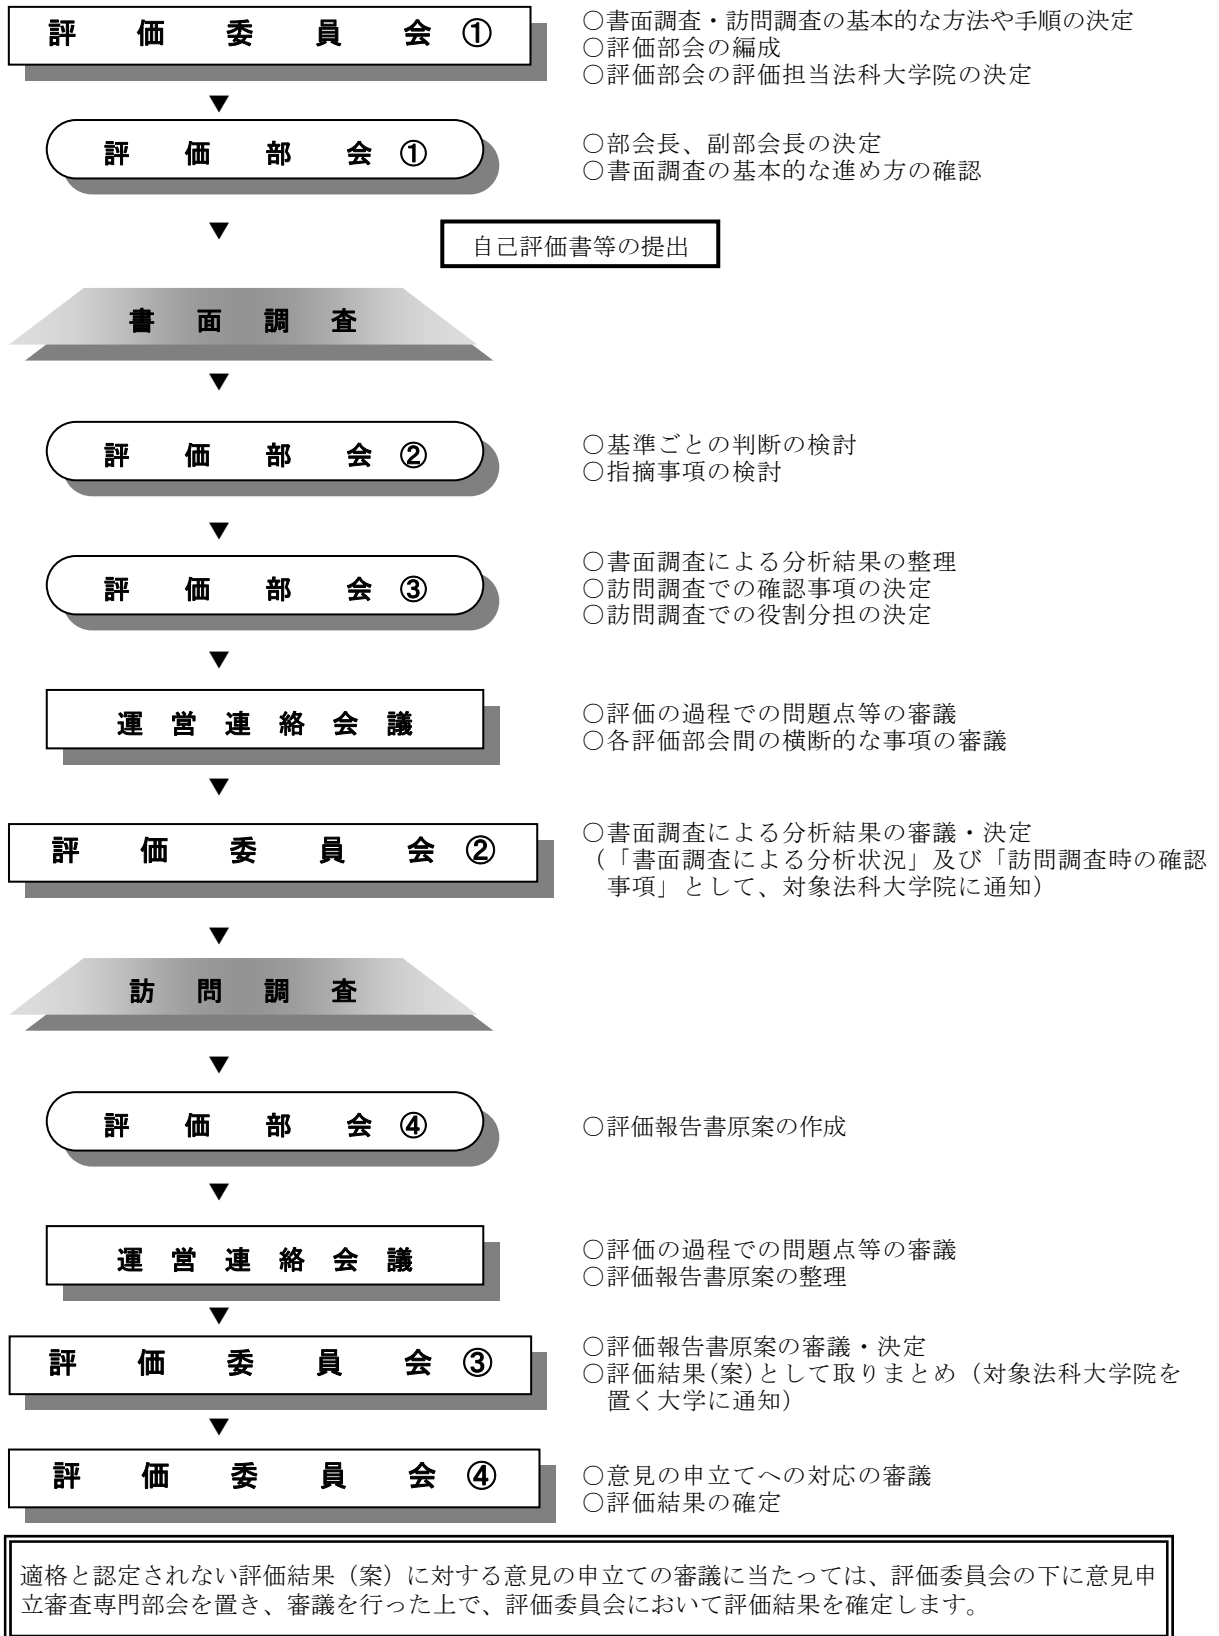 評価委員会①
○書面調査・訪問調査の基本的な方法や手順の決定
○評価部会の編成
○評価部会の評価担当法科大学院の決定
▼
評価部会①
○部会長、副部会長の決定
○書面調査の基本的な進め方の確認
▼
自己評価書等の提出
書面調査
▼
評価部会②
○基準ごとの判断の検討
○指摘事項の検討
▼
評価部会③
○書面調査による分析結果の整理
○訪問調査での確認事項の決定
○訪問調査での役割分担の決定
▼
運営連絡会議
○評価の過程での問題点等の審議
○各評価部会間の横断的な事項の審議
▼
評価委員会②
○書面調査による分析結果の審議・決定
（「書面調査による分析状況」及び「訪問調査時の確認
事項」として、対象法科大学院に通知）
▼
訪問調査
▼
評価部会④
○評価報告書原案の作成
▼
運営連絡会議
○評価の過程での問題点等の審議
○評価報告書原案の整理
▼
評価委員会③
○評価報告書原案の審議・決定
○評価結果(案)として取りまとめ（対象法科大学院を
置く大学に通知）
▼
評価委員会④
○意見の申立てへの対応の審議
○評価結果の確定
適格と認定されない評価結果（案）に対する意見の申立ての審議に当たっては、評価委員会の下に意見申
立審査専門部会を置き、審議を行った上で、評価委員会において評価結果を確定します。